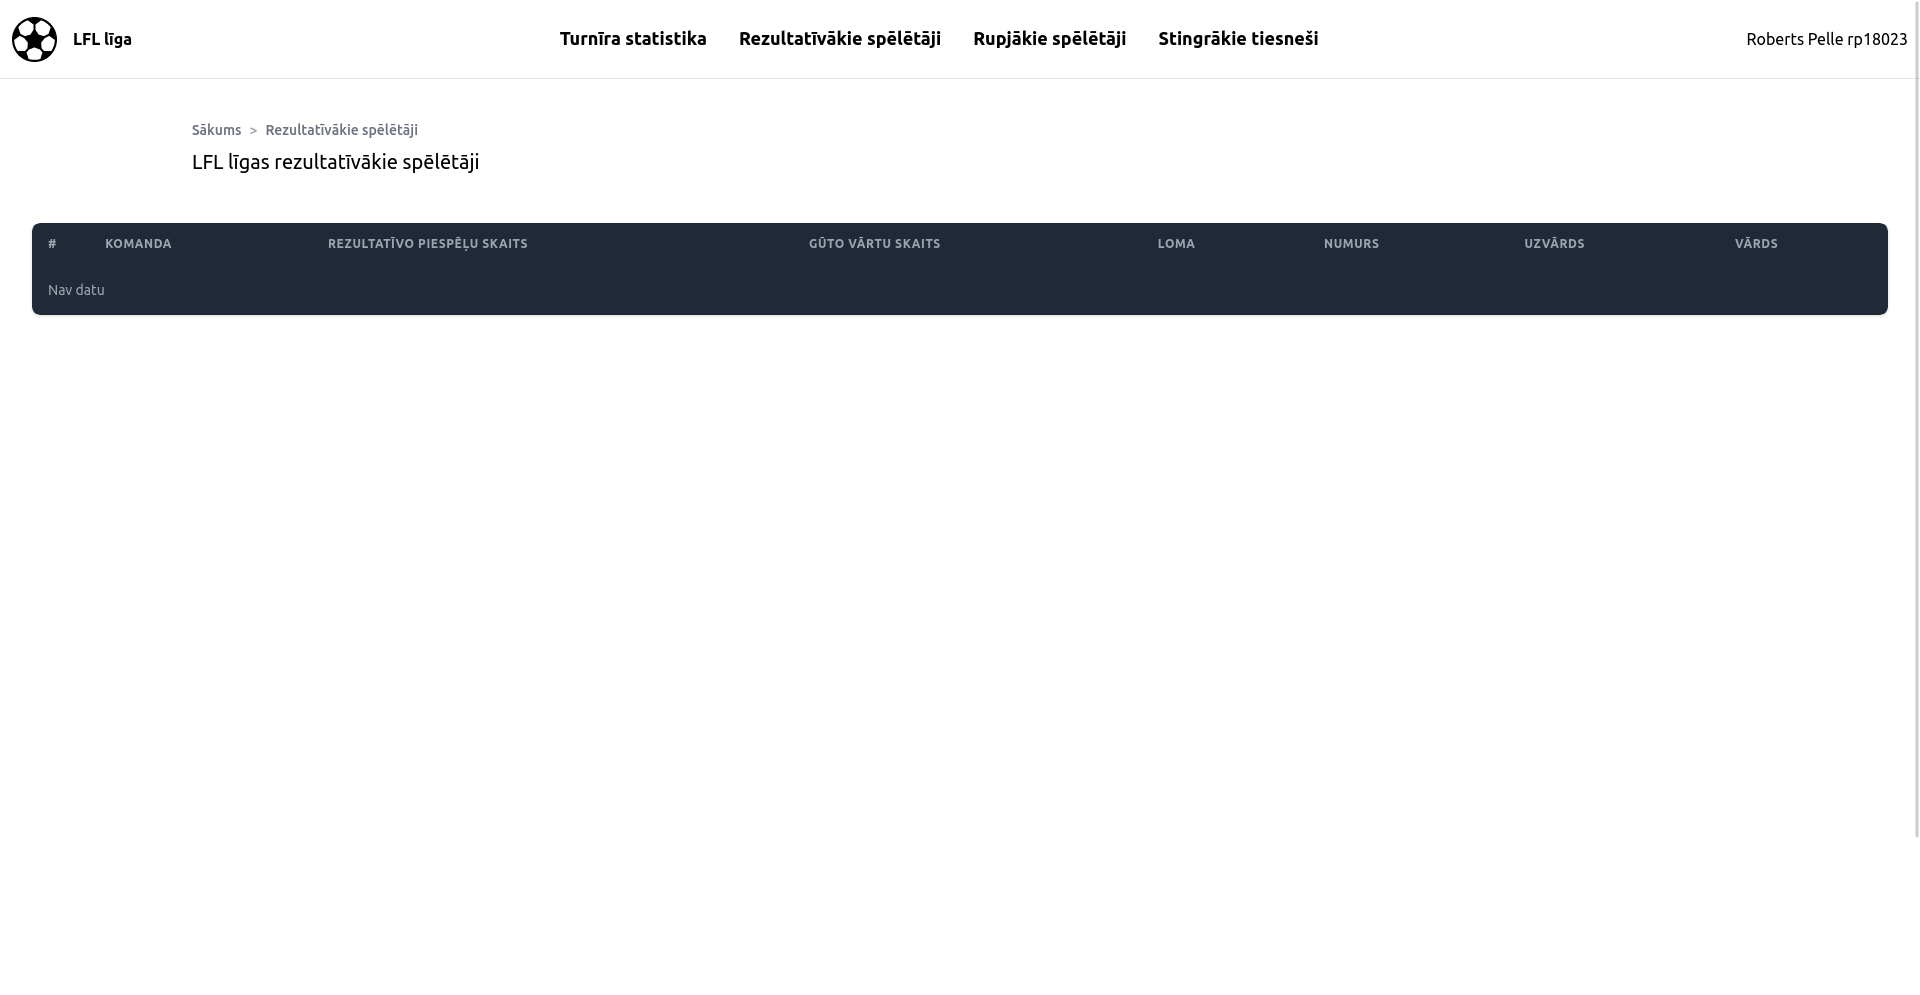 LFL līga
Turnīra statistika Rezultatīvākie spēlētāji Rupjākie spēlētāji Stingrākie tiesneši
Roberts Pelle rp18023
Sākums > Rezultatīvākie spēlētāji
LFL līgas rezultatīvākie spēlētāji
# KOMANDA REZULTATĪVO PIESPĒĻU SKAITS GŪTO VĀRTU SKAITS LOMA NUMURS UZVĀRDS VĀRDS
Nav datu